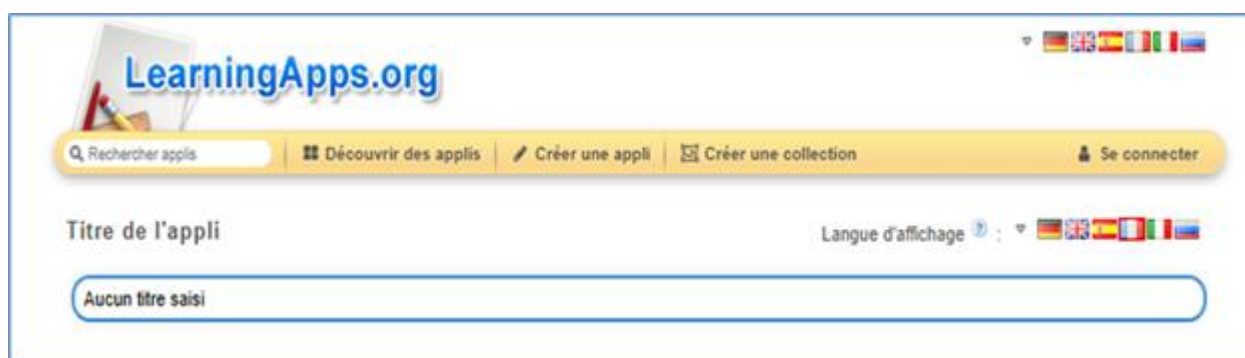 LearningApps.org
Rechercher applis Découvrir des applis Créer une appli Créer une collection Se connecter
Titre de l'appli Langue d'affichage ? :
Aucun titre saisi